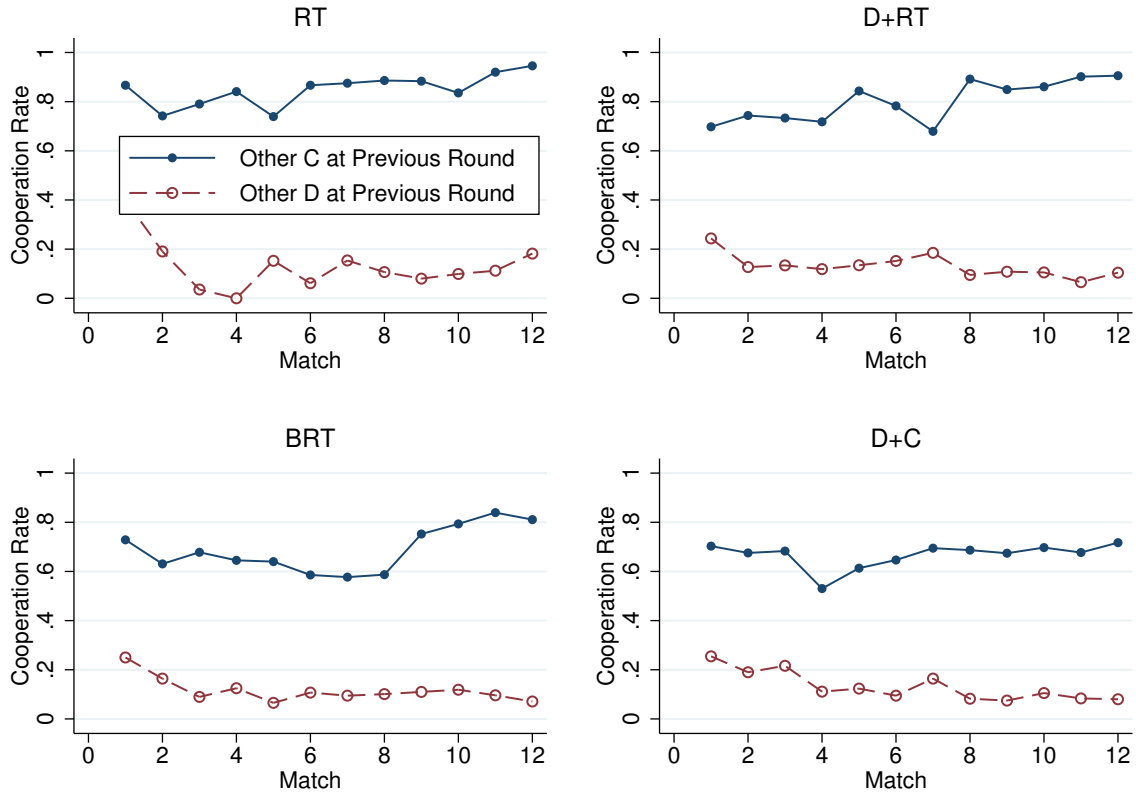 RT
Cooperation Rate
1
.8
.6
.4
.2
0
Other C at Previous Round
Other D at Previous Round
0 2 4 6 8 10 12
Match
D+RT
Cooperation Rate
1
.8
.6
.4
.2
0
0 2 4 6 8 10 12
Match
BRT
Cooperation Rate
1
.8
.6
.4
.2
0
0 2 4 6 8 10 12
Match
D+C
Cooperation Rate
1
.8
.6
.4
.2
0
0 2 4 6 8 10 12
Match